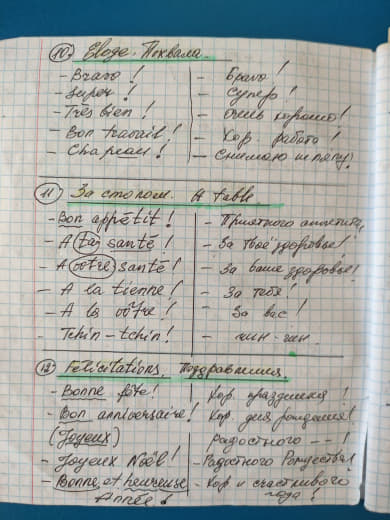 10. Eloge. Похвала.
– Bravo ! – Браво !
– Super ! – Супер !
– Très bien ! – Очень хорошо !
– Bon travail ! – Хор. работа !
– Chapeau ! – Снимаю шляпу!
11 За столом. A table.
– Bon appétit ! – Приятного аппетита,
– A ta santé ! – За твоё здоровье !
– A votre santé ! – За ваше здоровье !
– A la tienne ! – За тебя !
– A la vôtre ! – За вас !
– Tchin-tchin ! – чин-чин.
12 Félicitations. Поздравления.
– Bonne fête! – Хор. праздника !
– Bon anniversaire ! Хор. дня рождения !
(Joyeux) радостного -- !
– Joyeux Noël ! – Радостного Рождества!
– Bonne et heureuse – Хор и счастливого
Année ! года !